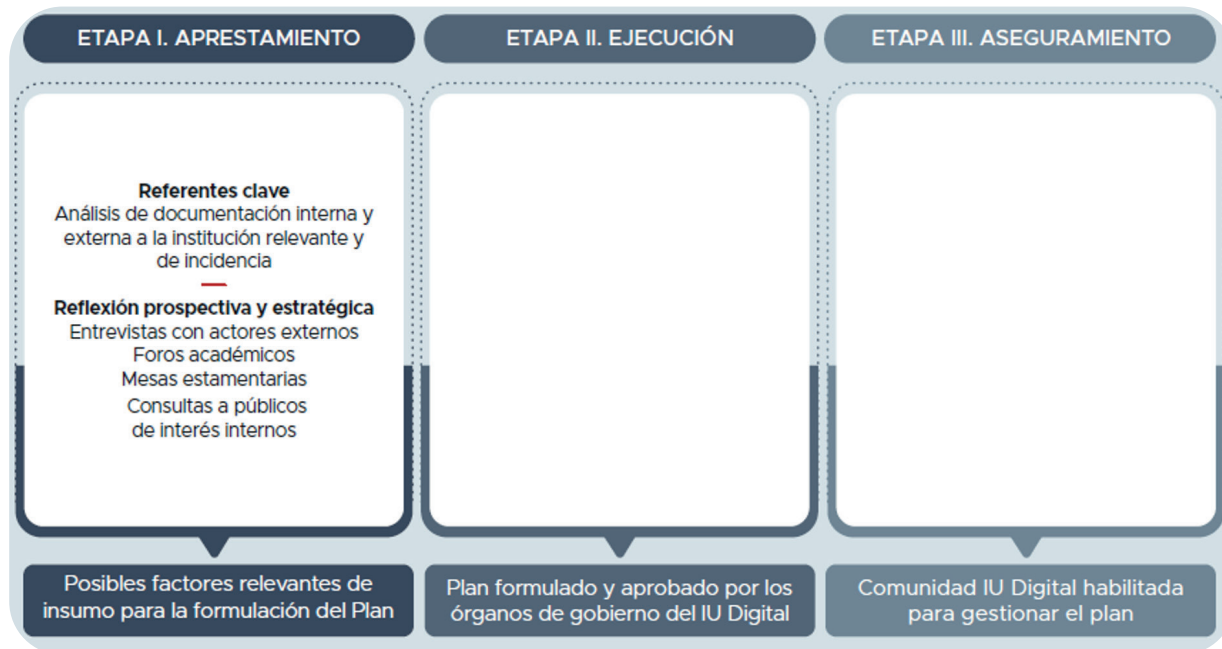 ETAPA I. APRESTAMIENTO
ETAPA II. EJECUCIÓN
ETAPA III. ASEGURAMIENTO
Referentes clave
Análisis de documentación interna y
externa a la institución relevante y
de incidencia
Reflexión prospectiva y estratégica
Entrevistas con actores externos
Foros académicos
Mesas estamentarias
Consultas a públicos
de interés internos
Posibles factores relevantes de
insumo para la formulación del Plan
Plan formulado y aprobado por los
órganos de gobierno del IU Digital
Comunidad IU Digital habilitada
para gestionar el plan